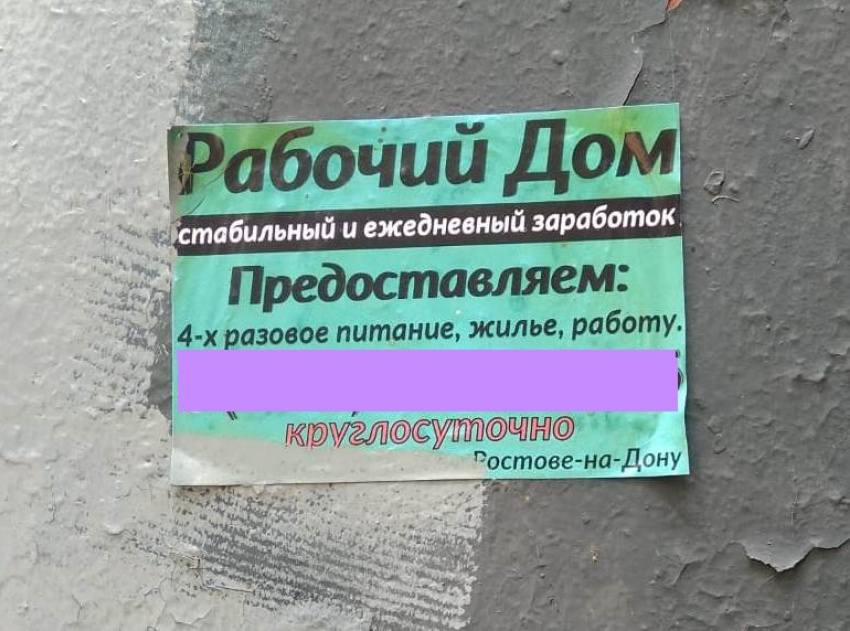 Рабочий Дом
стабильный и ежедневный заработок
Предоставляем:
4-х разовое питание, жилье, работу.
круглосуточно
Ростове-на-Дону